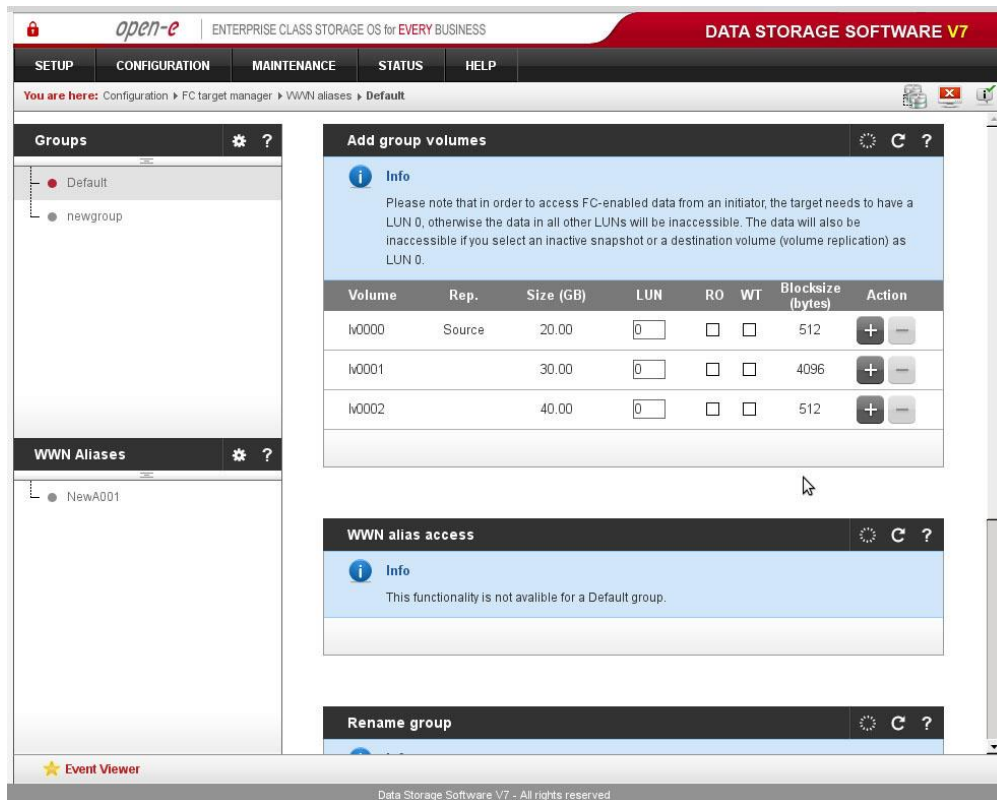 open-e ENTERPRISE CLASS STORAGE OS for EVERY BUSINESS DATA STORAGE SOFTWARE V7
SETUP CONFIGURATION MAINTENANCE STATUS HELP
You are here: Configuration ▸ FC target manager ▸ WWN aliases ▸ Default
Groups ?
Default
newgroup
WWN Aliases ?
NewA001
Add group volumes ?
i Info
Please note that in order to access FC-enabled data from an initiator, the target needs to have a
LUN 0, otherwise the data in all other LUNs will be inaccessible. The data will also be
inaccessible if you select an inactive snapshot or a destination volume (volume replication) as
LUN 0.
Volume Rep. Size (GB) LUN RO WT Blocksize (bytes) Action
lv0000 Source 20.00 0 512 + −
lv0001 30.00 0 4096 + −
lv0002 40.00 0 512 + −
WWN alias access ?
i Info
This functionality is not avalible for a Default group.
Rename group ?
Event Viewer
Data Storage Software V7 - All rights reserved